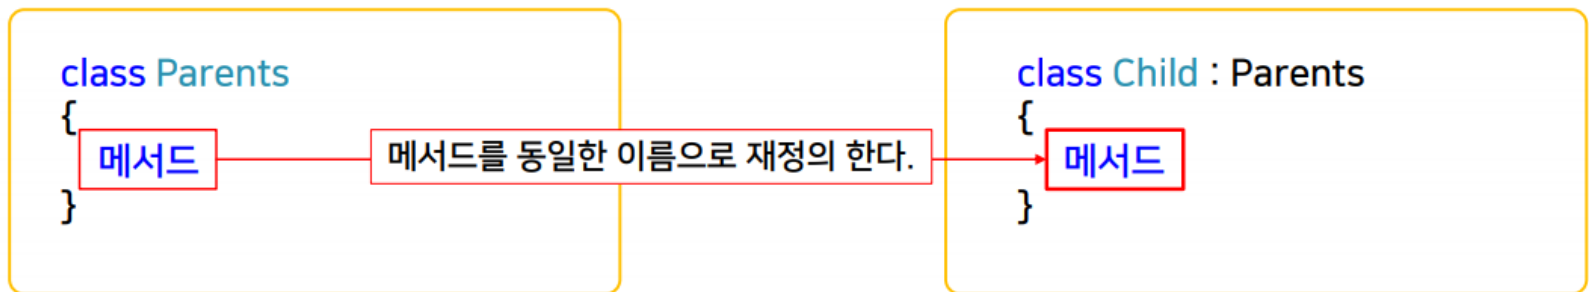 class Parents
{
메서드
}
메서드를 동일한 이름으로 재정의 한다.
class Child : Parents
{
메서드
}